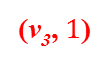 (v₃, 1)